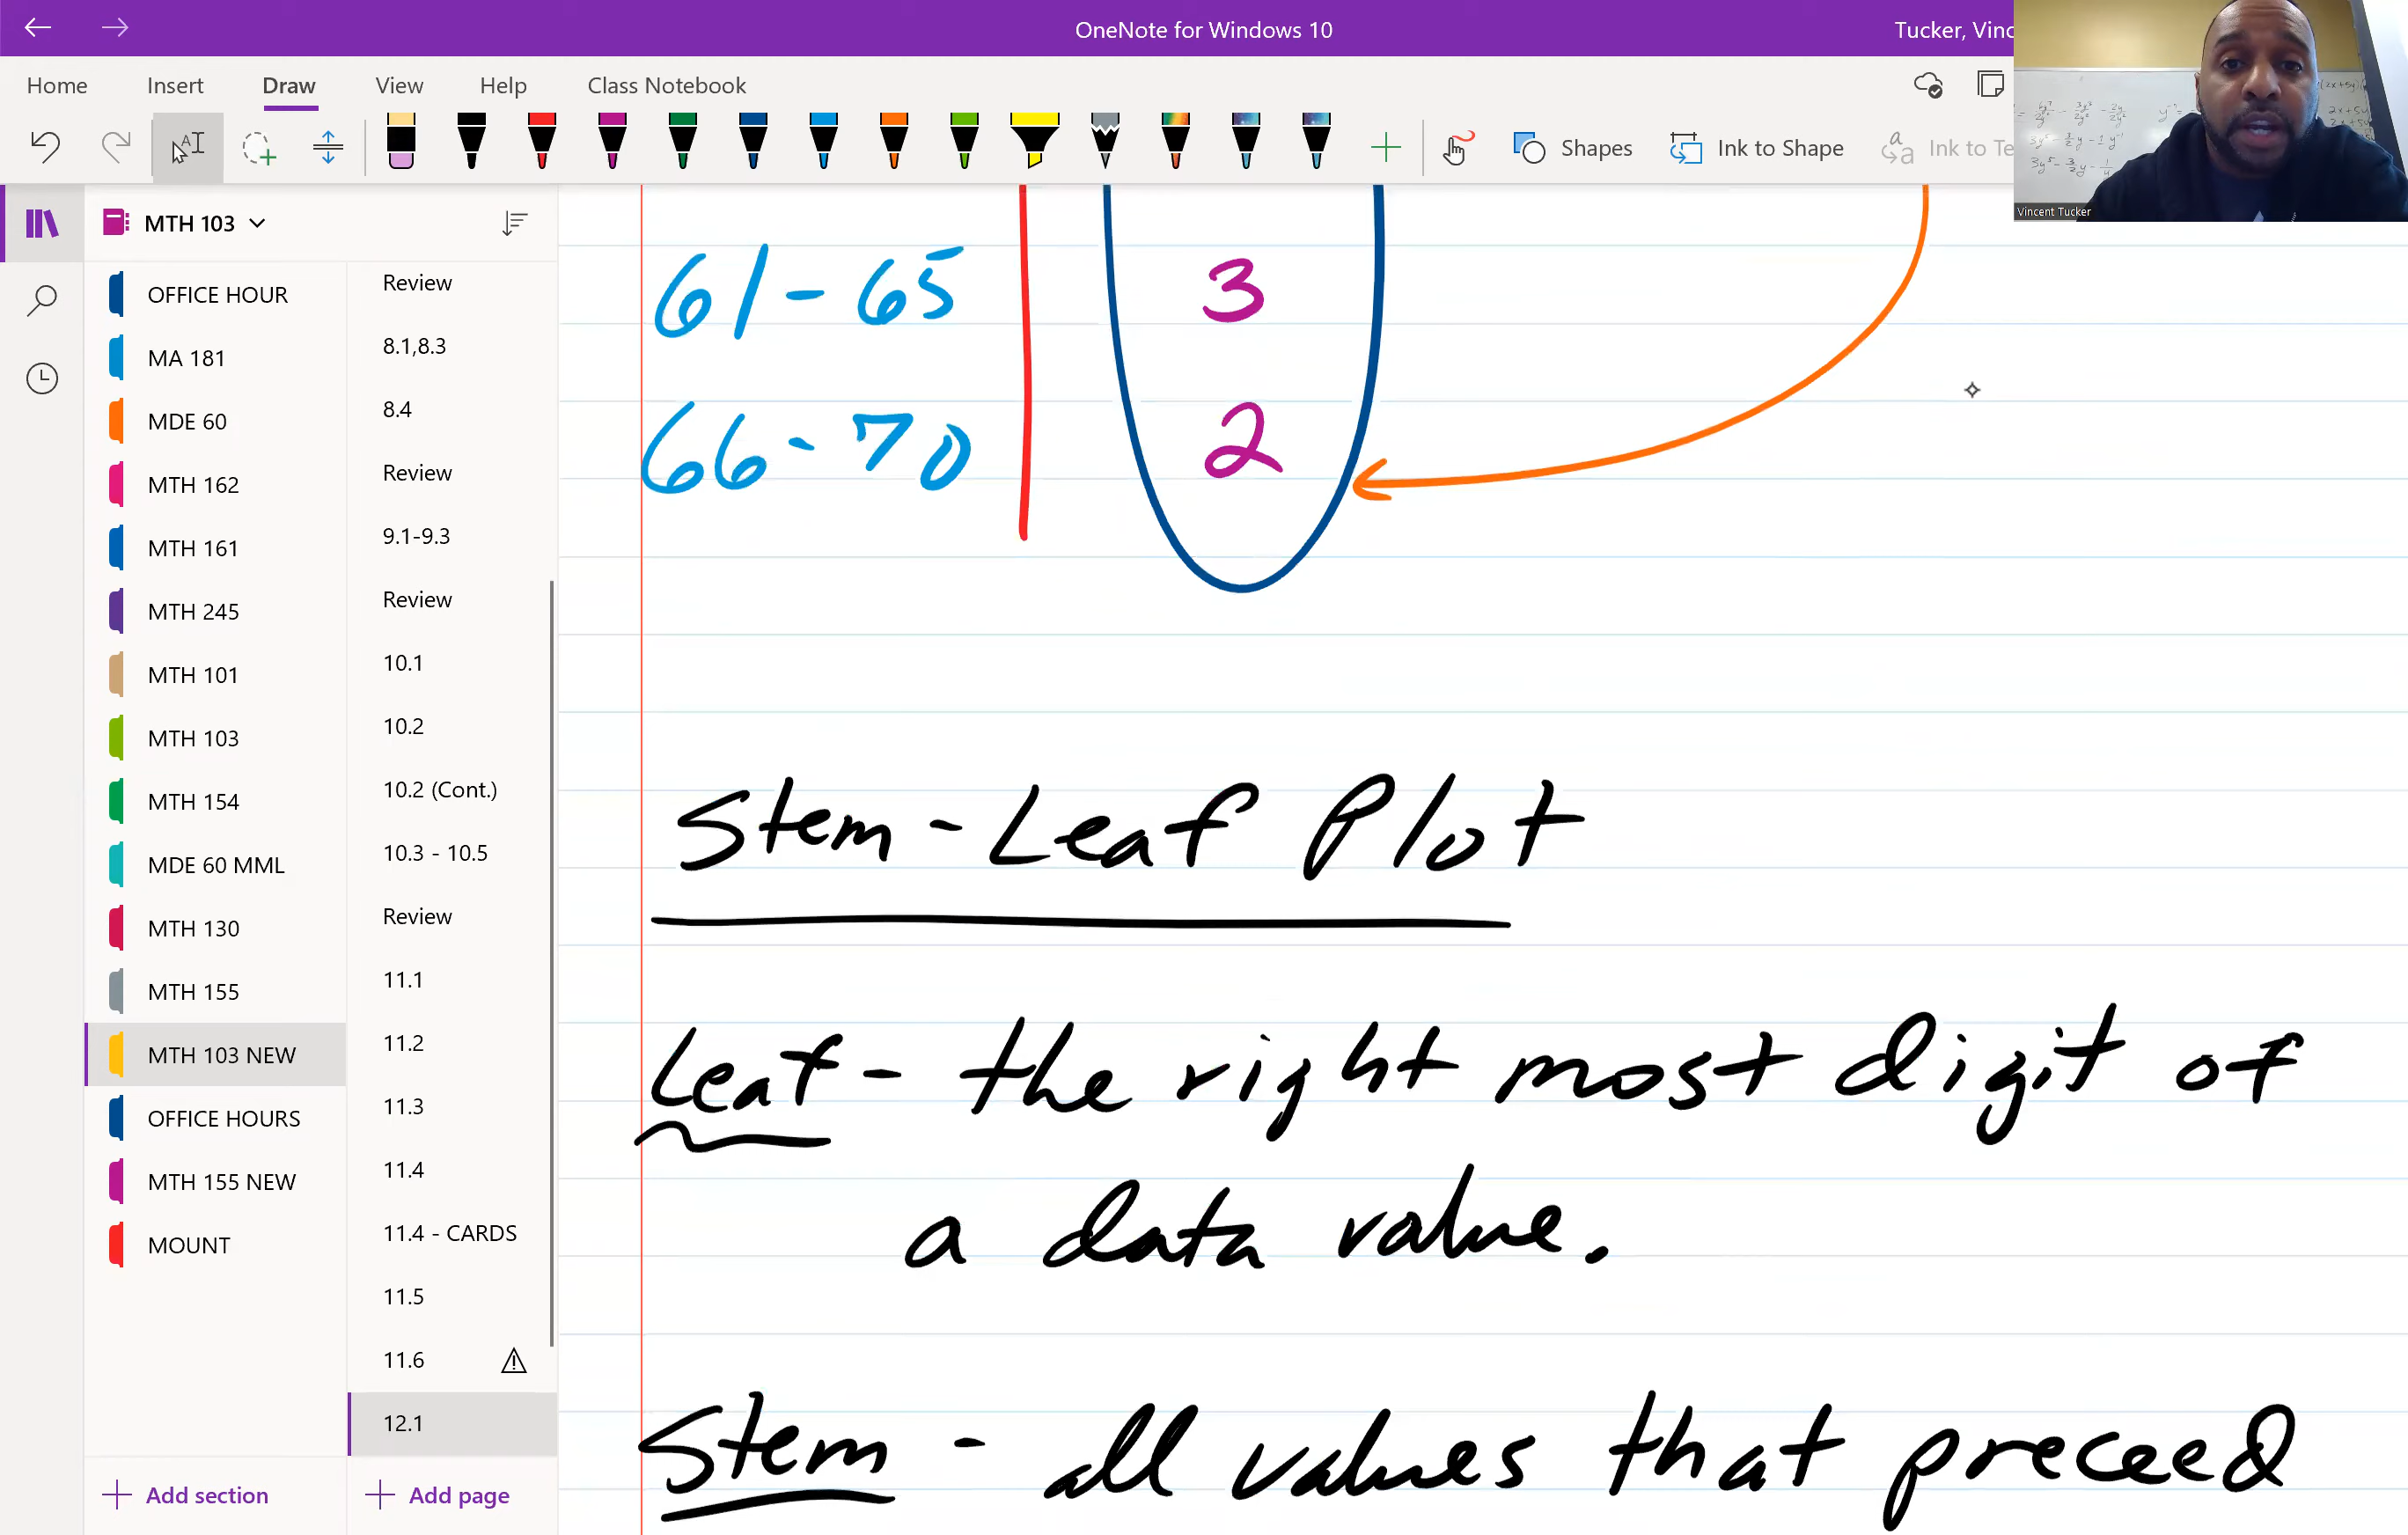 OneNote for Windows 10
Tucker, Vinc
Home Insert Draw View Help Class Notebook
Shapes Ink to Shape Ink to Te
Vincent Tucker
MTH 103
OFFICE HOUR
MA 181
MDE 60
MTH 162
MTH 161
MTH 245
MTH 101
MTH 103
MTH 154
MDE 60 MML
MTH 130
MTH 155
MTH 103 NEW
OFFICE HOURS
MTH 155 NEW
MOUNT
Add section
Review
8.1,8.3
8.4
Review
9.1-9.3
Review
10.1
10.2
10.2 (Cont.)
10.3 - 10.5
Review
11.1
11.2
11.3
11.4
11.4 - CARDS
11.5
11.6
12.1
Add page
61 - 65 3
66 - 70 2
Stem - Leaf Plot
Leaf - the right most digit of
a data value.
Stem - all values that preceed